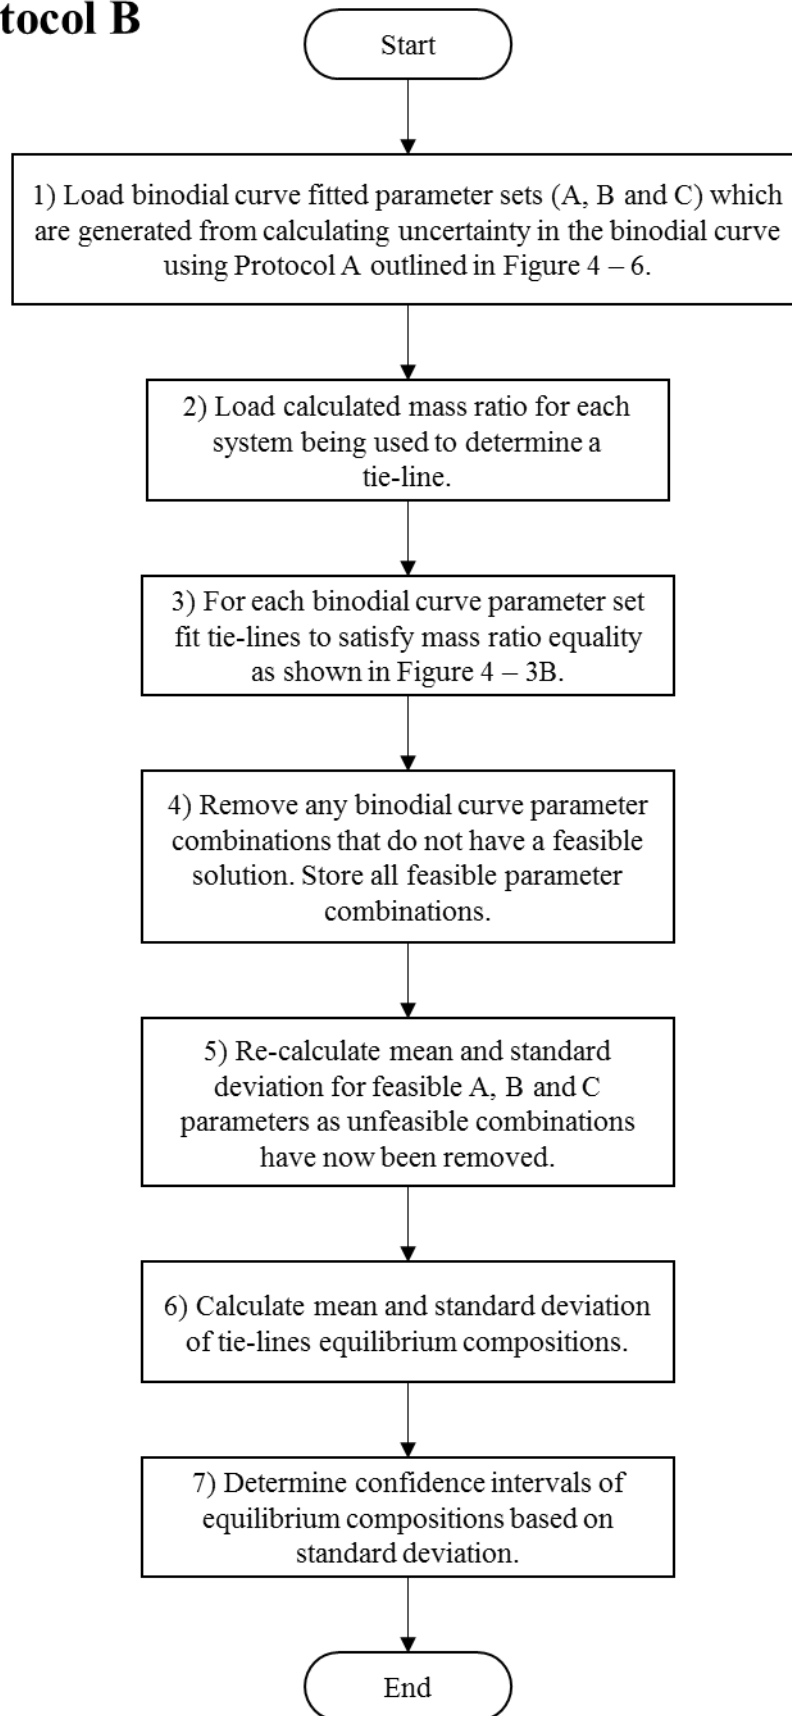 tocol B
Start
1) Load binodial curve fitted parameter sets (A, B and C) which
are generated from calculating uncertainty in the binodial curve
using Protocol A outlined in Figure 4 – 6.
2) Load calculated mass ratio for each
system being used to determine a
tie-line.
3) For each binodial curve parameter set
fit tie-lines to satisfy mass ratio equality
as shown in Figure 4 – 3B.
4) Remove any binodial curve parameter
combinations that do not have a feasible
solution. Store all feasible parameter
combinations.
5) Re-calculate mean and standard
deviation for feasible A, B and C
parameters as unfeasible combinations
have now been removed.
6) Calculate mean and standard deviation
of tie-lines equilibrium compositions.
7) Determine confidence intervals of
equilibrium compositions based on
standard deviation.
End